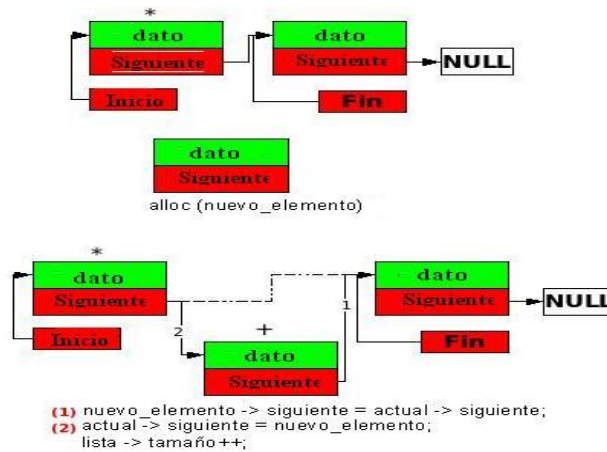 *
dato
dato
Siguiente
Siguiente
NULL
Inicio
Fin
dato
Siguiente
alloc (nuevo_elemento)
*
dato
dato
Siguiente
1
Siguiente
NULL
2
+
Inicio
dato
Fin
Siguiente
(1) nuevo_elemento -> siguiente = actual -> siguiente;
(2) actual -> siguiente = nuevo_elemento;
lista -> tamaño++;